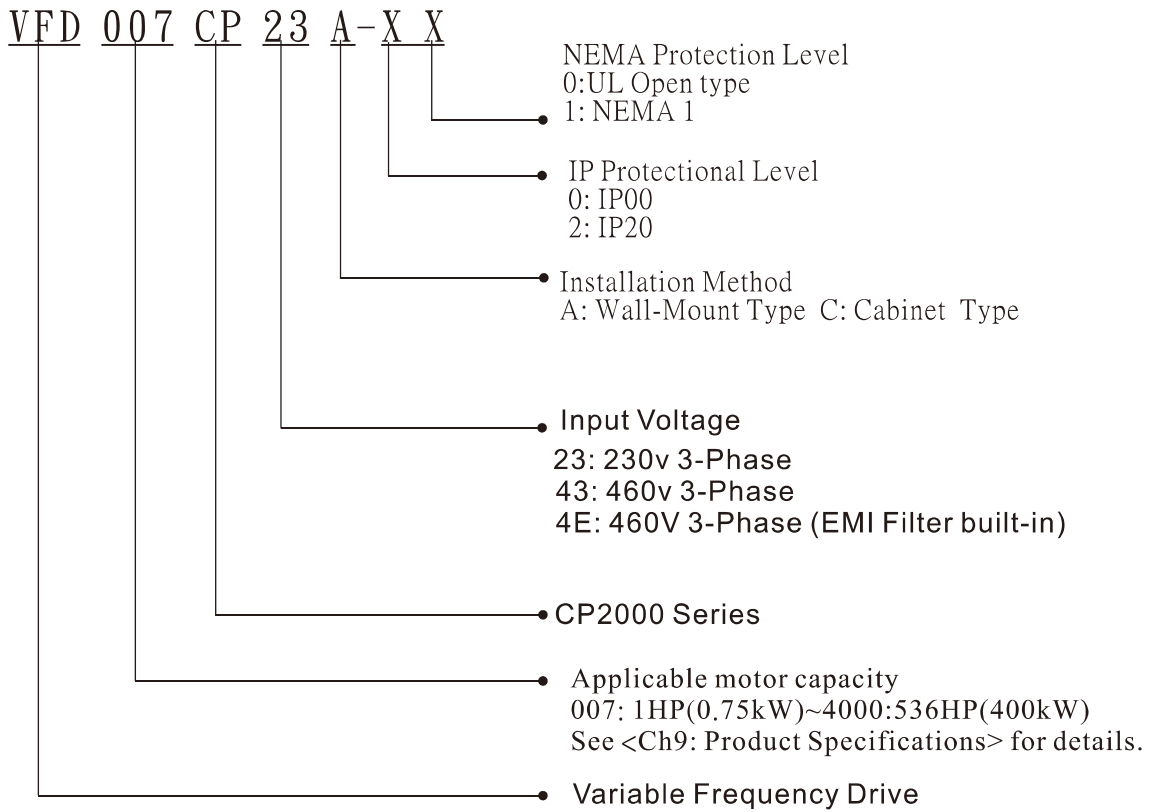 VFD 007 CP 23 A-X X
NEMA Protection Level
0:UL Open type
1: NEMA 1
IP Protectional Level
0: IP00
2: IP20
Installation Method
A: Wall-Mount Type C: Cabinet Type
Input Voltage
23: 230v 3-Phase
43: 460v 3-Phase
4E: 460V 3-Phase (EMI Filter built-in)
CP2000 Series
Applicable motor capacity
007: 1HP(0.75kW)~4000:536HP(400kW)
See <Ch9: Product Specifications> for details.
Variable Frequency Drive